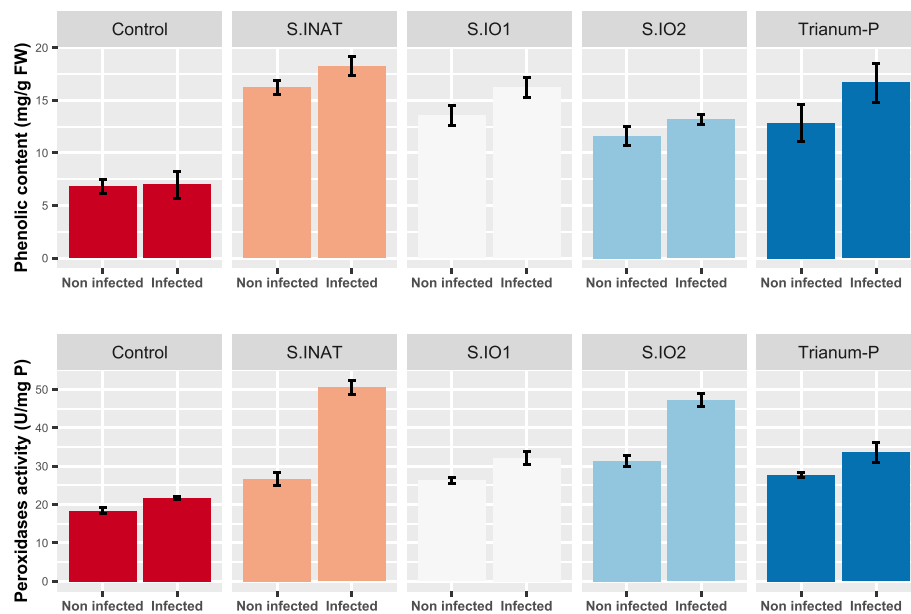 Control S.INAT S.IO1 S.IO2 Trianum-P
Phenolic content (mg/g FW)
20
15
10
5
0
Non infected Infected Non infected Infected Non infected Infected Non infected Infected Non infected Infected
Control S.INAT S.IO1 S.IO2 Trianum-P
Peroxidases activity (U/mg P)
50
40
30
20
10
0
Non infected Infected Non infected Infected Non infected Infected Non infected Infected Non infected Infected